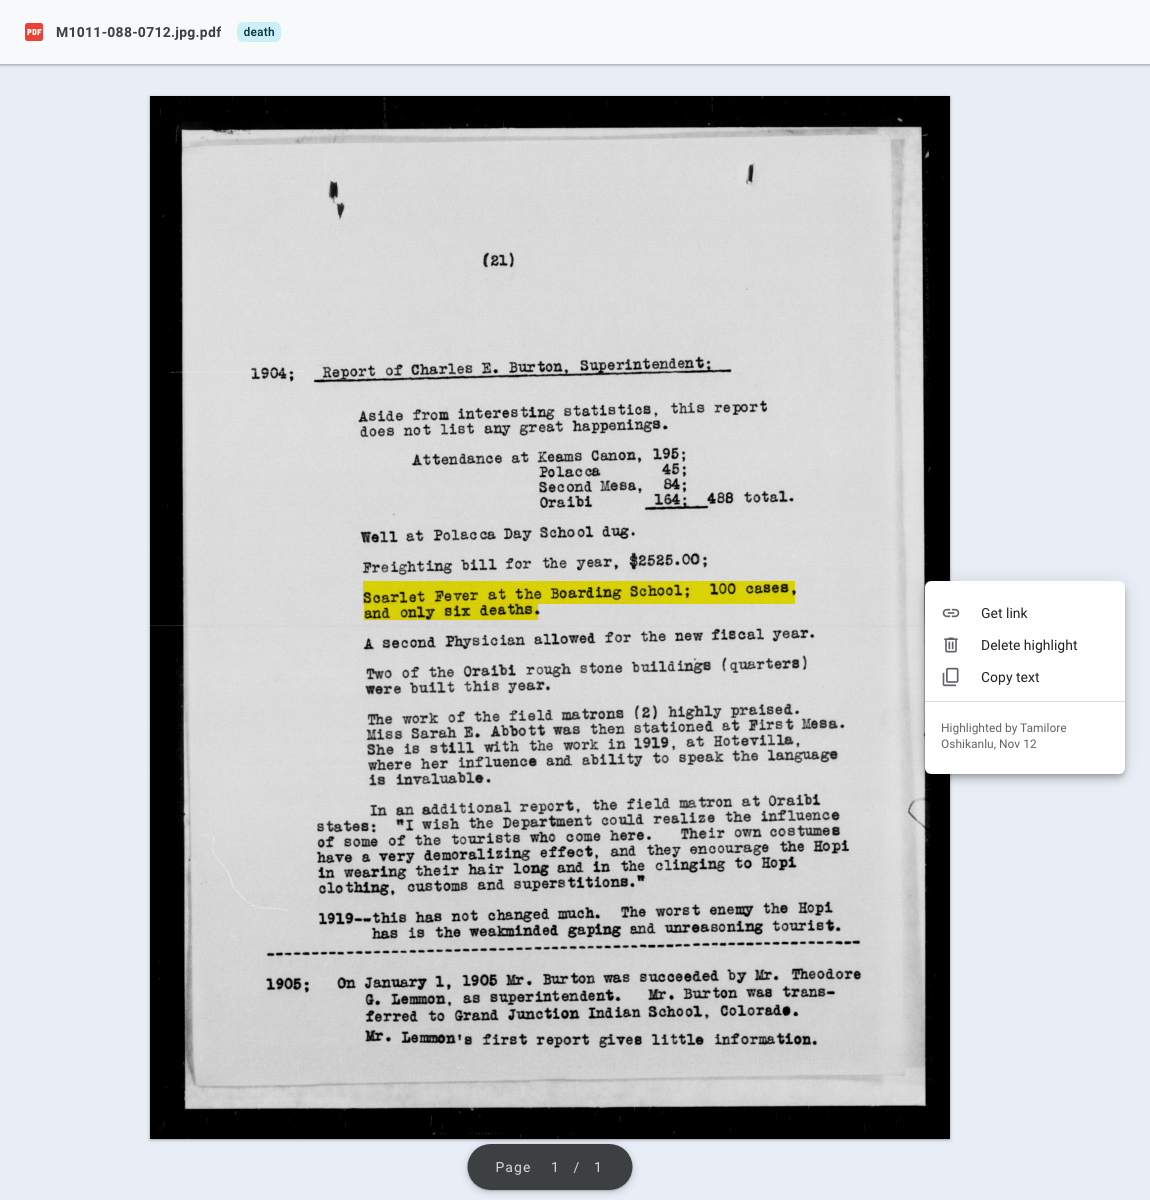 PDF M1011-088-0712.jpg.pdf death
(21)
1904; Report of Charles E. Burton, Superintendent;
Aside from interesting statistics, this report
does not list any great happenings.
Attendance at Keams Canon, 195;
Polacca 45;
Second Mesa, 84;
Oraibi 164; 488 total.
Well at Polacca Day School dug.
Freighting bill for the year, $2525.00;
Scarlet Fever at the Boarding School; 100 cases,
and only six deaths.
A second Physician allowed for the new fiscal year.
Two of the Oraibi rough stone buildings (quarters)
were built this year.
The work of the field matrons (2) highly praised.
Miss Sarah E. Abbott was then stationed at First Mesa.
She is still with the work in 1919, at Hotevilla,
where her influence and ability to speak the language
is invaluable.
In an additional report, the field matron at Oraibi
states: "I wish the Department could realize the influence
of some of the tourists who come here. Their own costumes
have a very demoralizing effect, and they encourage the Hopi
in wearing their hair long and in the clinging to Hopi
clothing, customs and superstitions."
1919--this has not changed much. The worst enemy the Hopi
has is the weakminded gaping and unreasoning tourist.
1905; On January 1, 1905 Mr. Burton was succeeded by Mr. Theodore
G. Lemmon, as superintendent. Mr. Burton was trans-
ferred to Grand Junction Indian School, Colorado.
Mr. Lemmon's first report gives little information.
Get link
Delete highlight
Copy text
Highlighted by Tamilore
Oshikanlu, Nov 12
Page 1 / 1